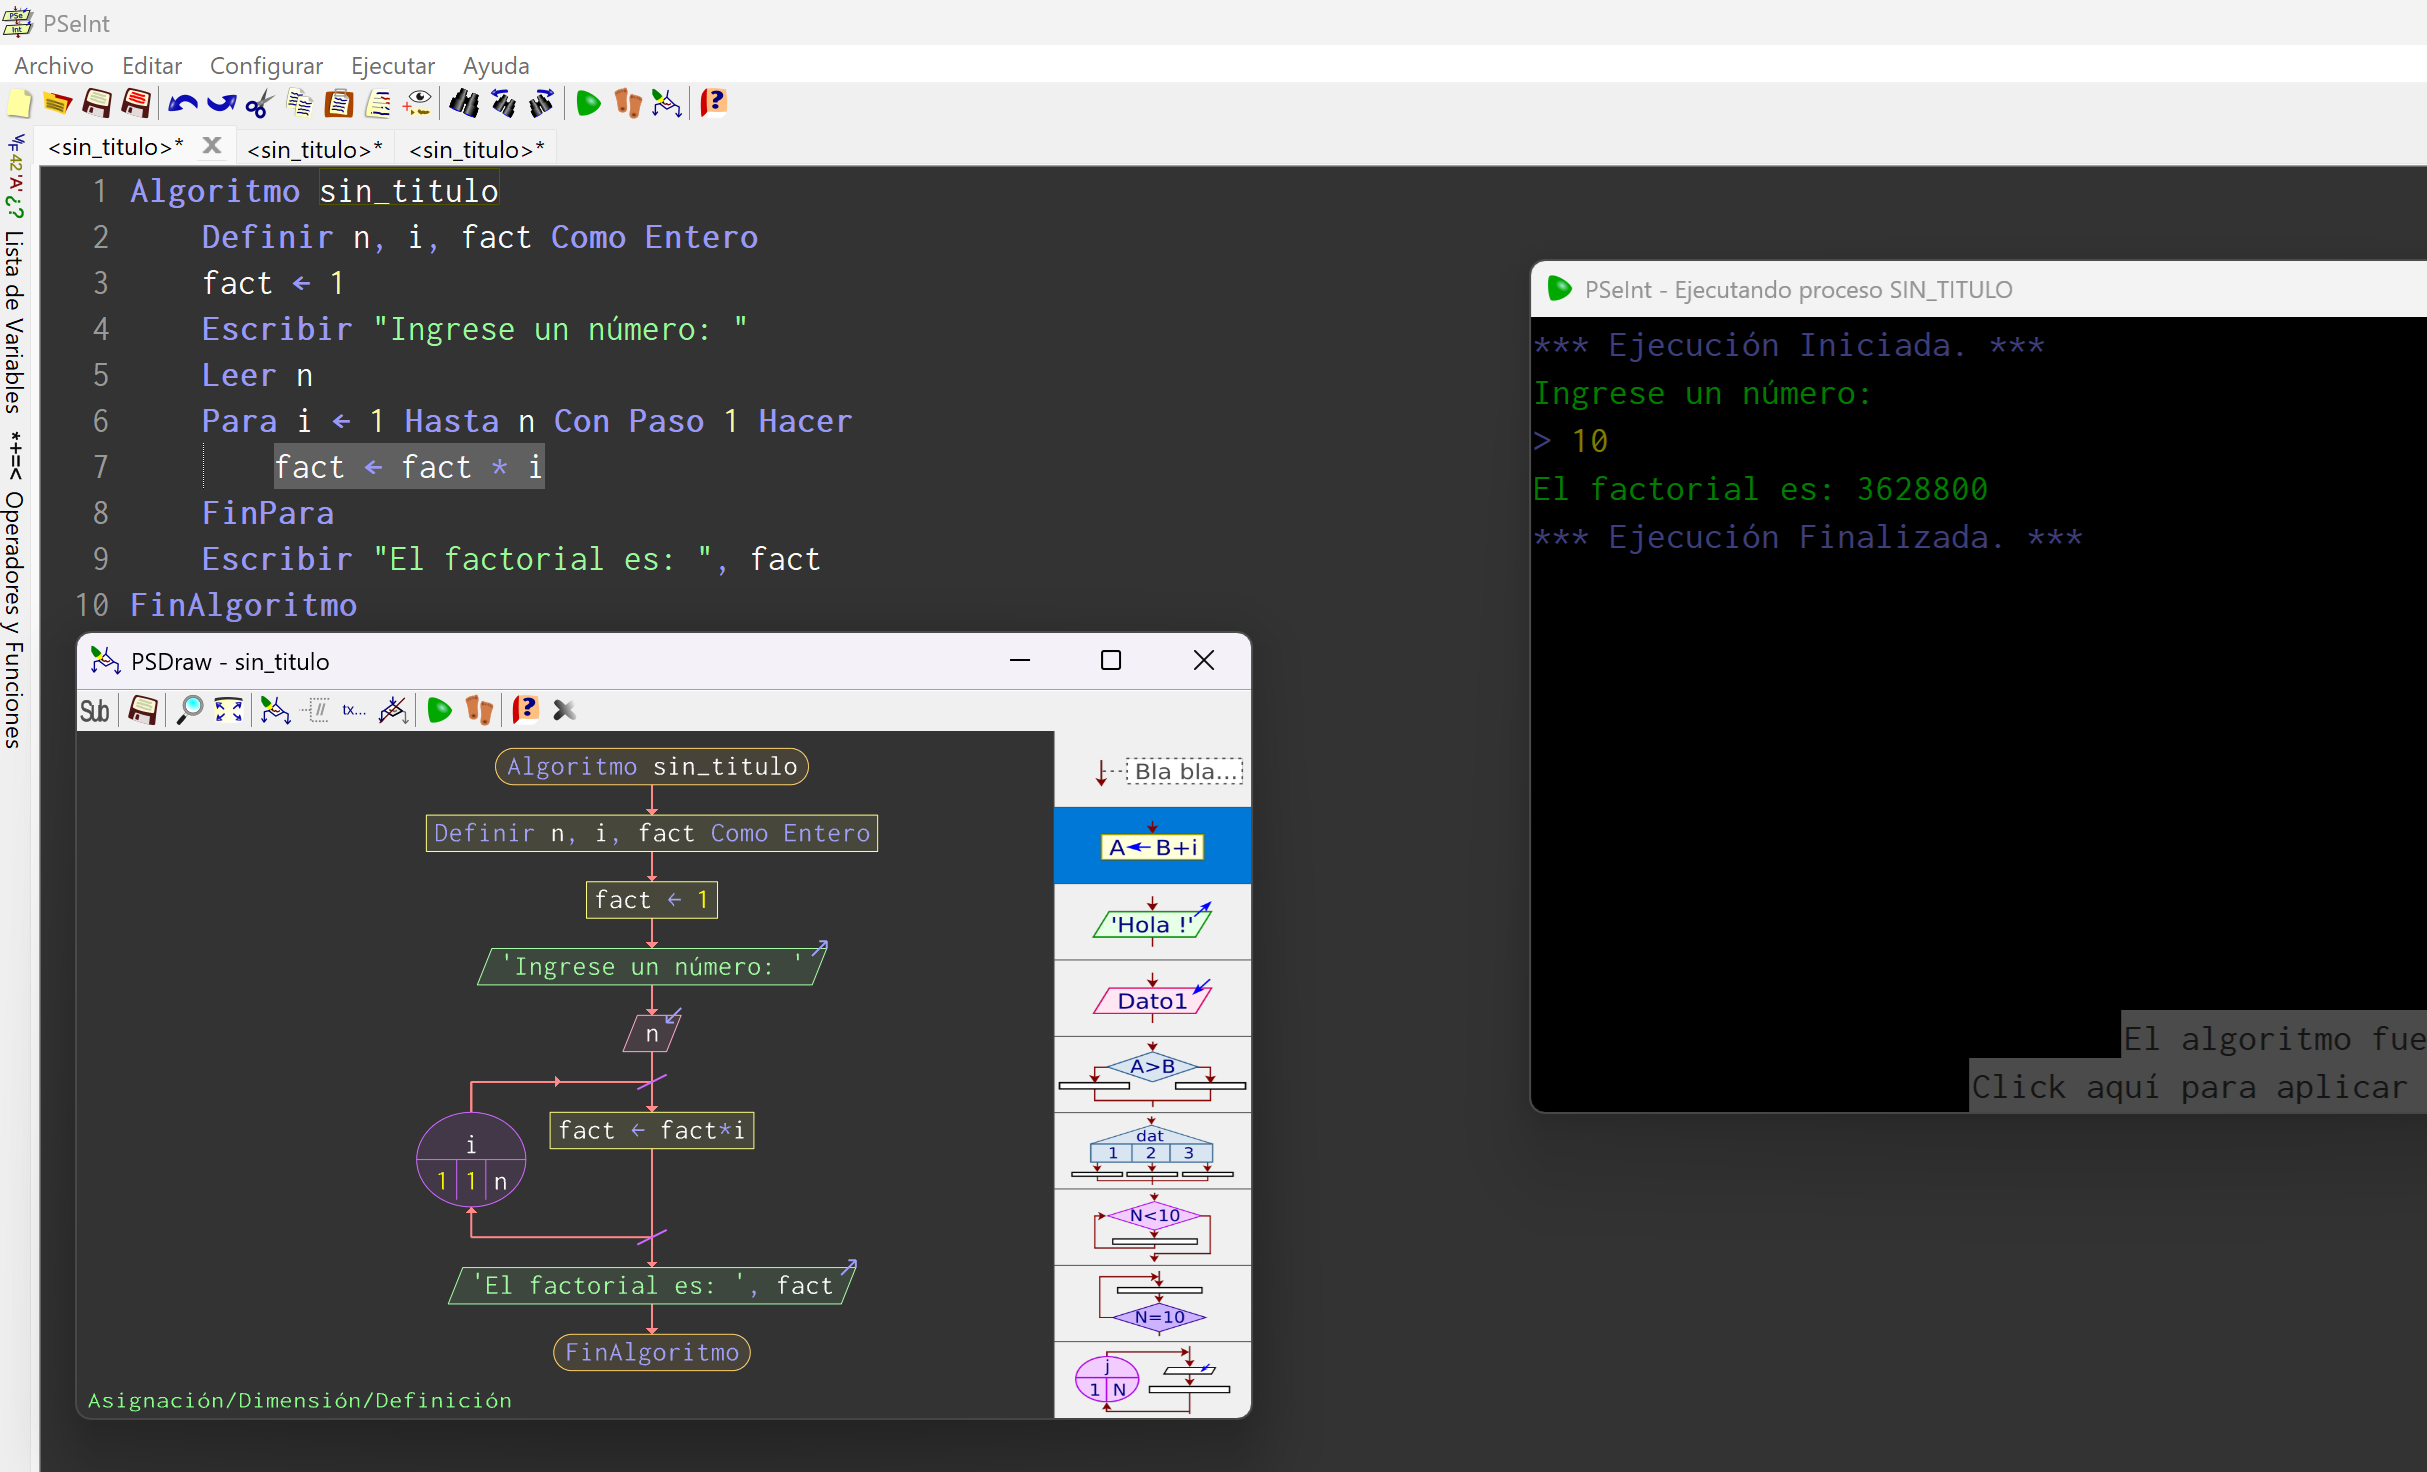 PSeInt
Archivo Editar Configurar Ejecutar Ayuda
<sin_titulo>* <sin_titulo>* <sin_titulo>*
Lista de Variables
*+=< Operadores y Funciones
1 Algoritmo sin_titulo
2 Definir n, i, fact Como Entero
3 fact ← 1
4 Escribir "Ingrese un número: "
5 Leer n
6 Para i ← 1 Hasta n Con Paso 1 Hacer
7 fact ← fact * i
8 FinPara
9 Escribir "El factorial es: ", fact
10 FinAlgoritmo
PSDraw - sin_titulo
Sub tx...
Algoritmo sin_titulo
Definir n, i, fact Como Entero
fact ← 1
'Ingrese un número: '
n
fact ← fact*i
i
1 1 n
'El factorial es: ', fact
FinAlgoritmo
Asignación/Dimensión/Definición
Bla bla...
A← B+i
'Hola !'
Dato1
A>B
dat
1 2 3
N<10
N=10
j
1 N
PSeInt - Ejecutando proceso SIN_TITULO
*** Ejecución Iniciada. ***
Ingrese un número:
> 10
El factorial es: 3628800
*** Ejecución Finalizada. ***
El algoritmo fue
Click aquí para aplicar